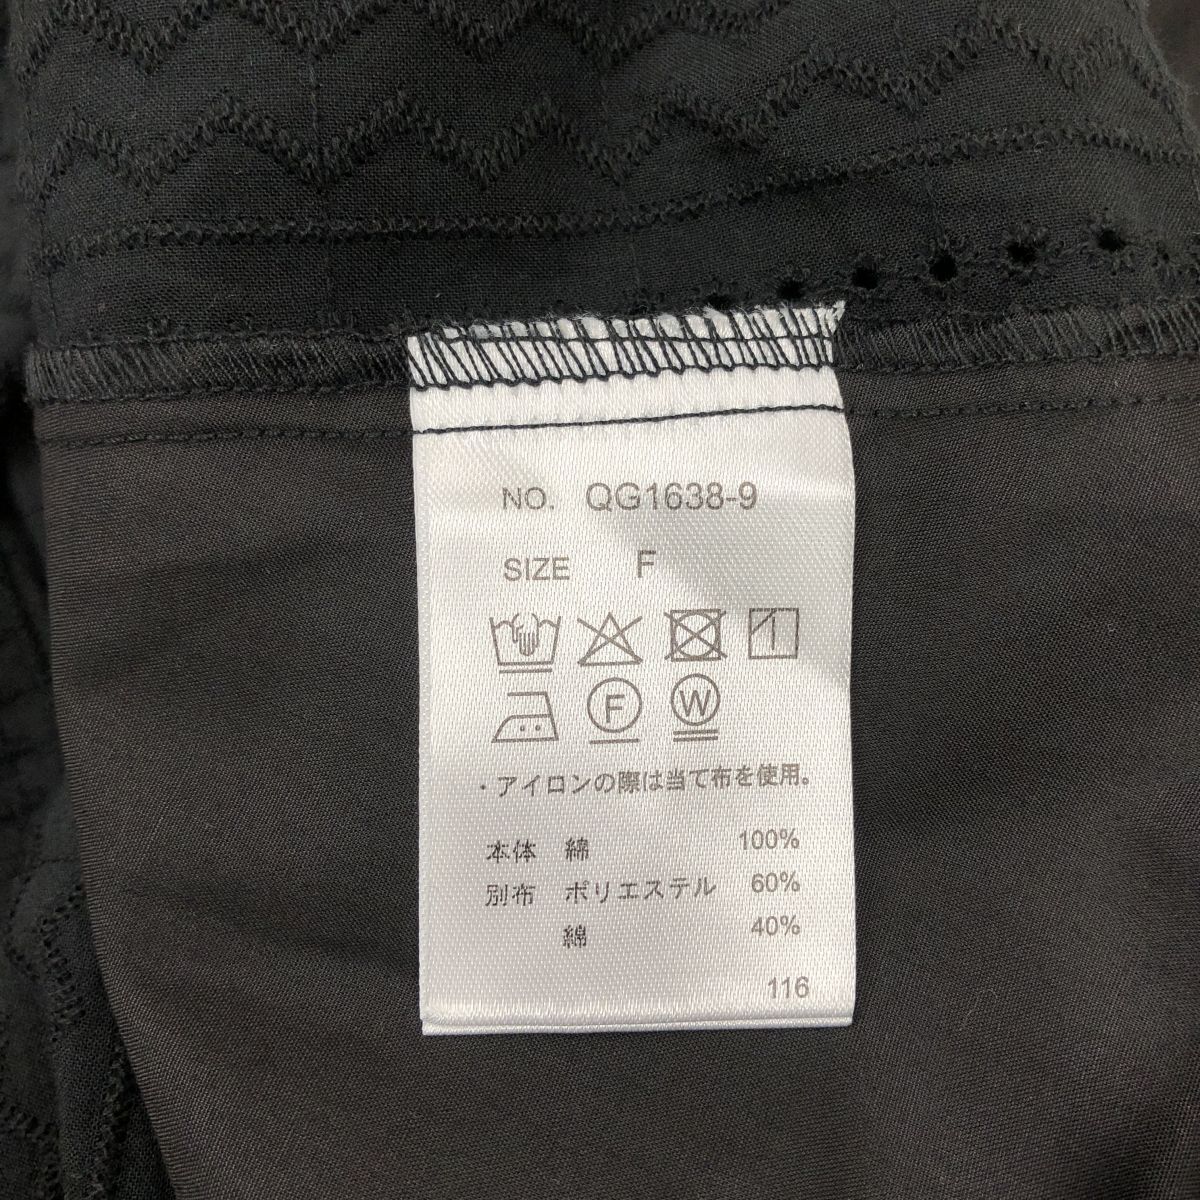 NO. QG1638-9
SIZE F
F W
・アイロンの際は当て布を使用。
本体 綿 100%
別布 ポリエステル 60%
綿 40%
116